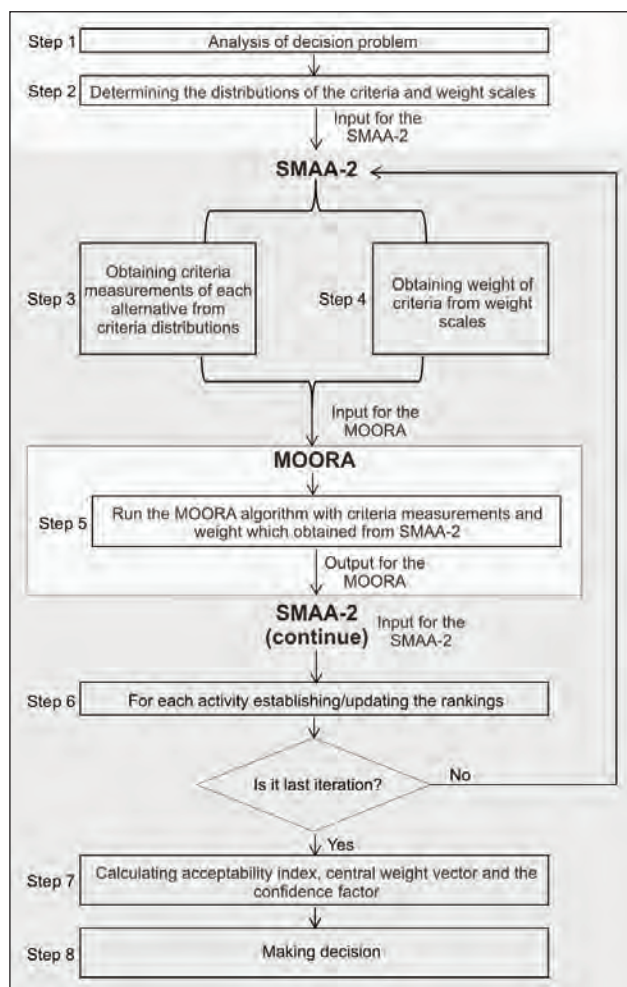 Step 1
Analysis of decision problem
Step 2
Determining the distributions of the criteria and weight scales
Input for the
SMAA-2
SMAA-2
Step 3
Obtaining criteria
measurements of each
alternative from
criteria distributions
Step 4
Obtaining weight of
criteria from weight
scales
Input for the
MOORA
MOORA
Step 5
Run the MOORA algorithm with criteria measurements and
weight which obtained from SMAA-2
Output for the
MOORA
SMAA-2
(continue)
Input for the
SMAA-2
Step 6
For each activity establishing/updating the rankings
Is it last iteration?
No
Yes
Step 7
Calculating acceptability index, central weight vector and the
confidence factor
Step 8
Making decision